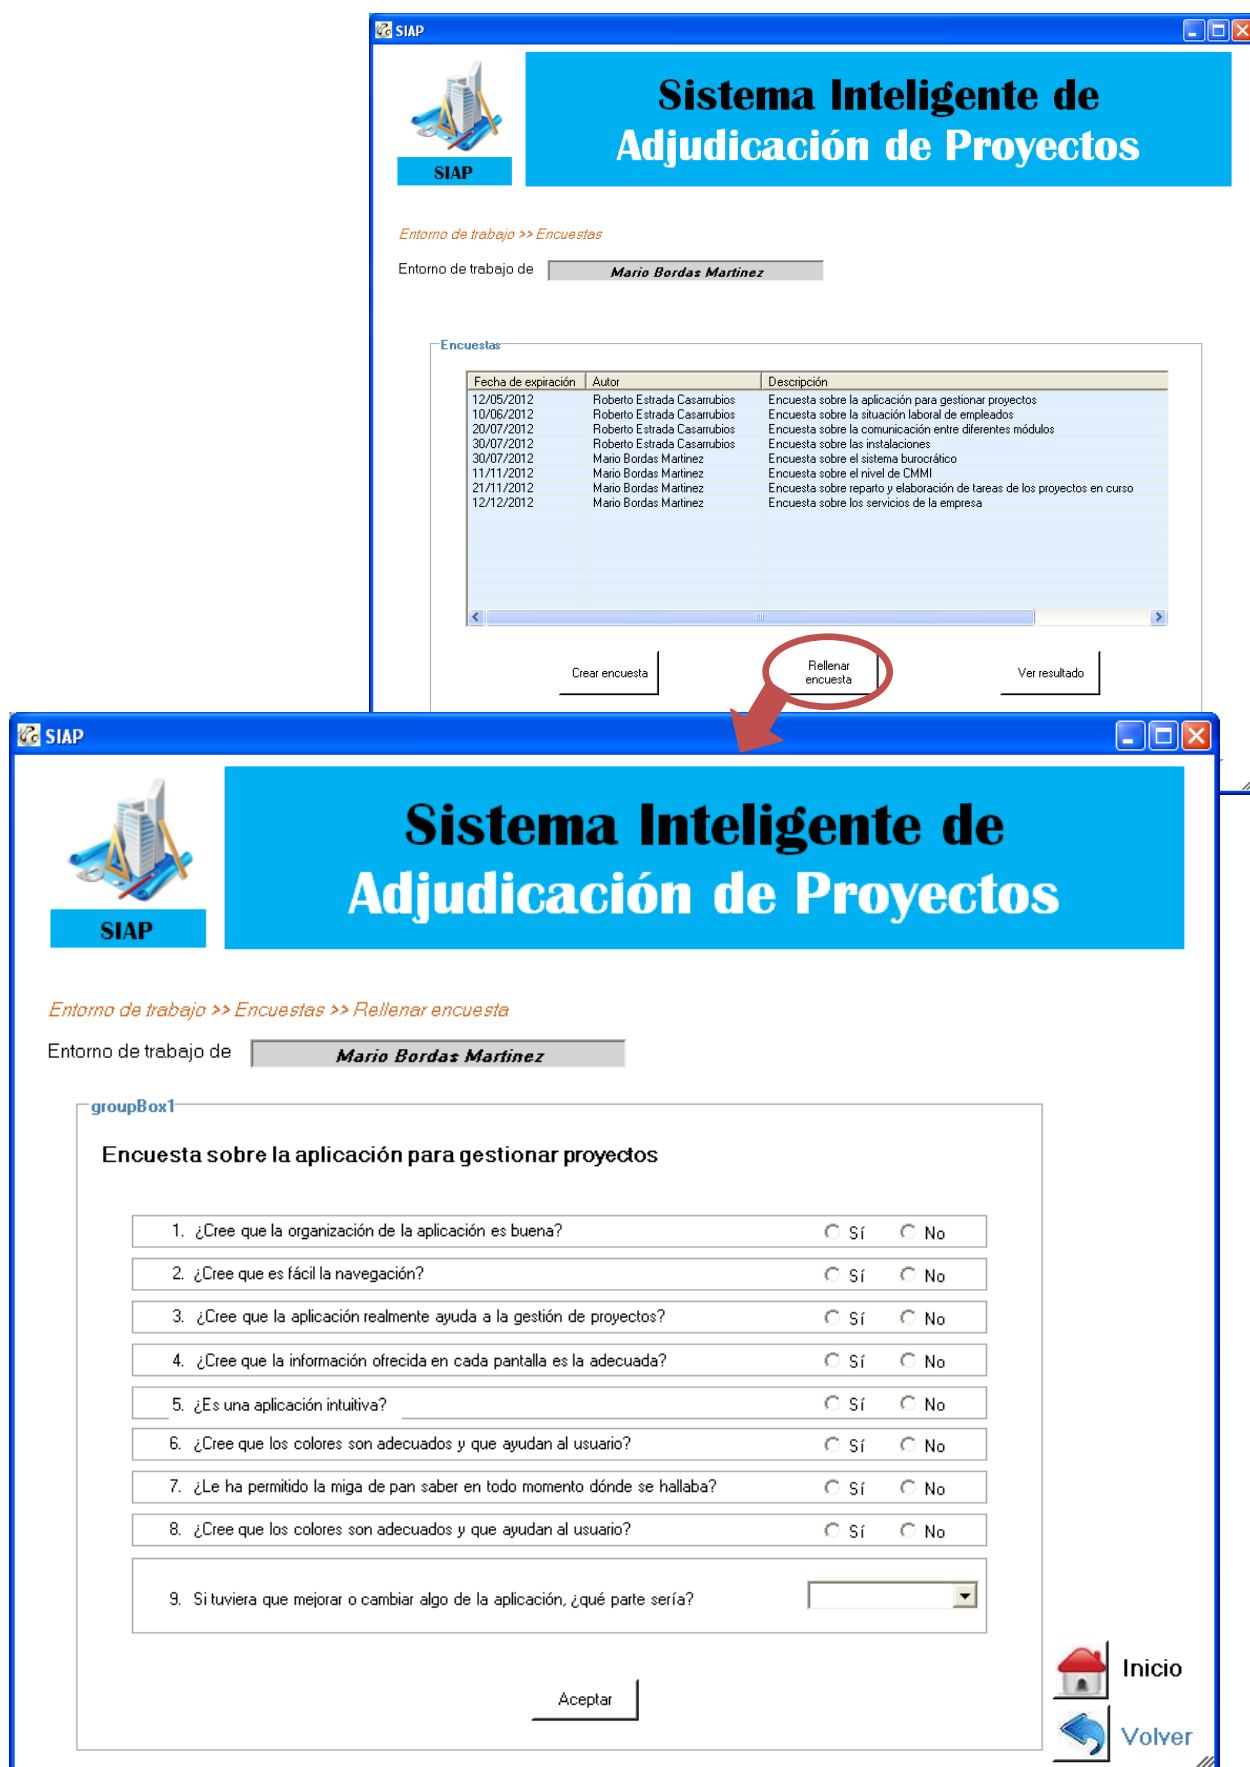 SIAP
Sistema Inteligente de
Adjudicación de Proyectos
SIAP
Entorno de trabajo >> Encuestas
Entorno de trabajo de Mario Bordas Martinez
Encuestas
Fecha de expiración Autor Descripción
12/05/2012 Roberto Estrada Casarrubios Encuesta sobre la aplicación para gestionar proyectos
10/06/2012 Roberto Estrada Casarrubios Encuesta sobre la situación laboral de empleados
20/07/2012 Roberto Estrada Casarrubios Encuesta sobre la comunicación entre diferentes módulos
30/07/2012 Roberto Estrada Casarrubios Encuesta sobre las instalaciones
30/07/2012 Mario Bordas Martinez Encuesta sobre el sistema burocrático
11/11/2012 Mario Bordas Martinez Encuesta sobre el nivel de CMMI
21/11/2012 Mario Bordas Martinez Encuesta sobre reparto y elaboración de tareas de los proyectos en curso
12/12/2012 Mario Bordas Martinez Encuesta sobre los servicios de la empresa
Crear encuesta
Rellenar
encuesta
Ver resultado
SIAP
Sistema Inteligente de
Adjudicación de Proyectos
SIAP
Entorno de trabajo >> Encuestas >> Rellenar encuesta
Entorno de trabajo de Mario Bordas Martinez
groupBox1
Encuesta sobre la aplicación para gestionar proyectos
1. ¿Cree que la organización de la aplicación es buena? Sí No
2. ¿Cree que es fácil la navegación? Sí No
3. ¿Cree que la aplicación realmente ayuda a la gestión de proyectos? Sí No
4. ¿Cree que la información ofrecida en cada pantalla es la adecuada? Sí No
5. ¿Es una aplicación intuitiva? Sí No
6. ¿Cree que los colores son adecuados y que ayudan al usuario? Sí No
7. ¿Le ha permitido la miga de pan saber en todo momento dónde se hallaba? Sí No
8. ¿Cree que los colores son adecuados y que ayudan al usuario? Sí No
9. Si tuviera que mejorar o cambiar algo de la aplicación, ¿qué parte sería?
Aceptar
Inicio
Volver